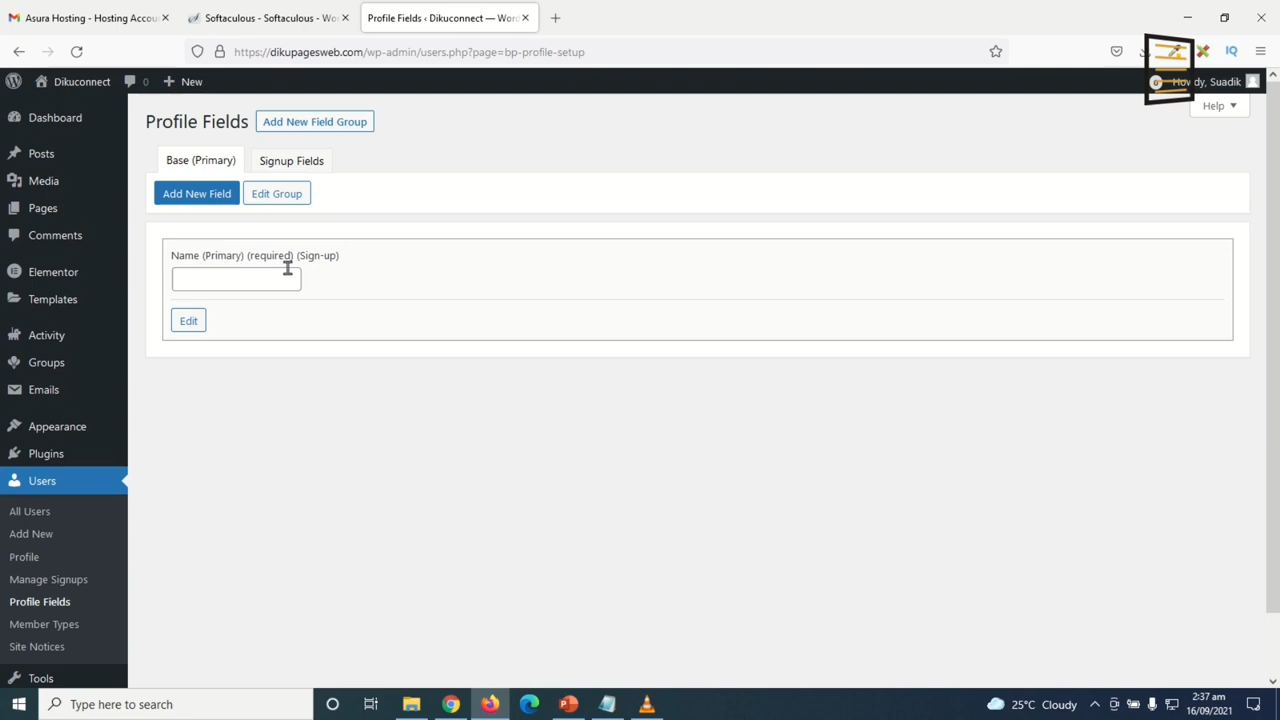 Asura Hosting - Hosting Accou
Softaculous - Softaculous - Wo
Profile Fields ‹ Dikuconnect — Wor
https://dikupagesweb.com/wp-admin/users.php?page=bp-profile-setup
IQ
Dikuconnect
0
New
Howdy, Suadik
Dashboard
Posts
Media
Pages
Comments
Elementor
Templates
Activity
Groups
Emails
Appearance
Plugins
Users
All Users
Add New
Profile
Manage Signups
Profile Fields
Member Types
Site Notices
Tools
Profile Fields
Add New Field Group
Help
Base (Primary)
Signup Fields
Add New Field
Edit Group
Name (Primary) (required) (Sign-up)
Edit
Type here to search
25°C Cloudy
2:37 am
16/09/2021